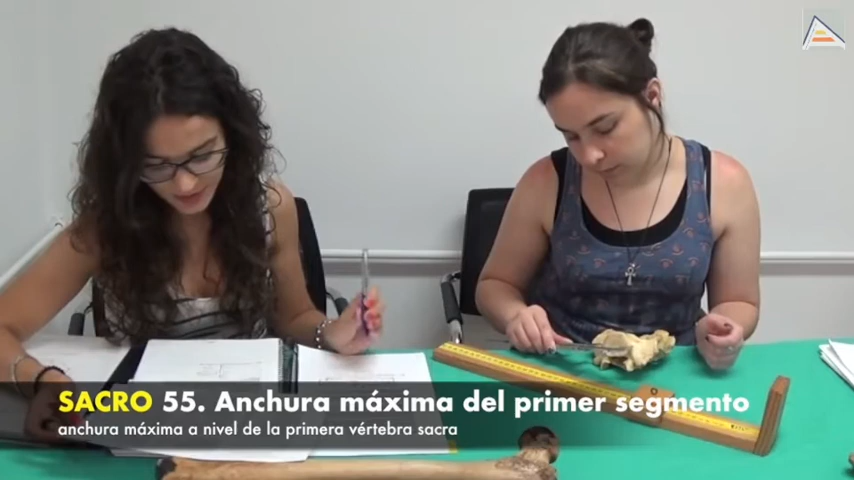 SACRO 55. Anchura máxima del primer segmento
anchura máxima a nivel de la primera vértebra sacra